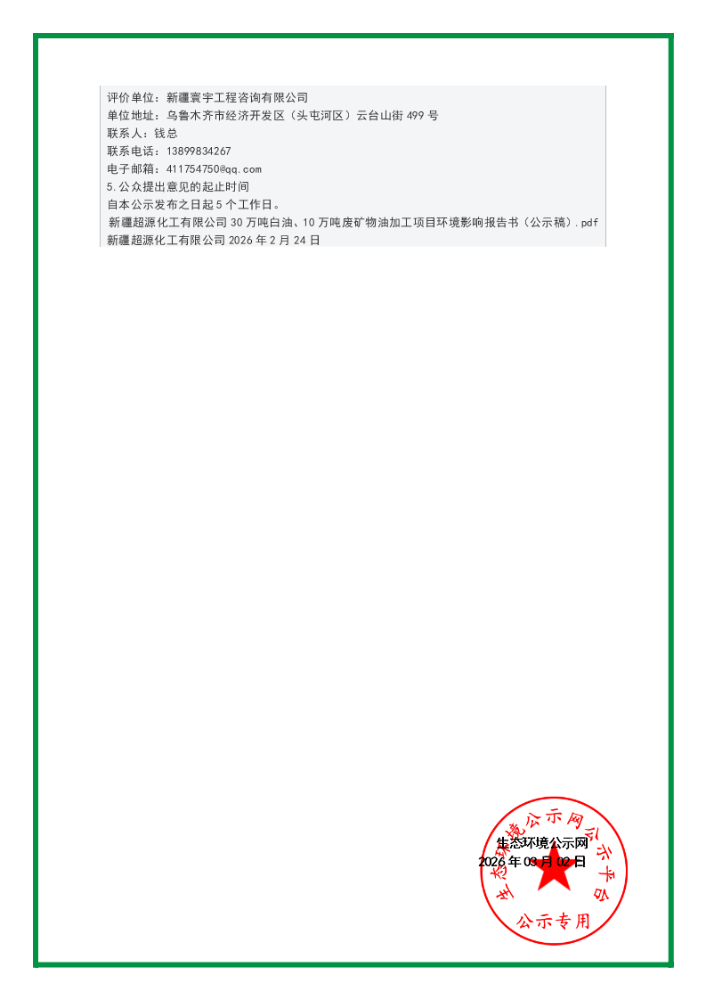 评价单位：新疆寰宇工程咨询有限公司
单位地址：乌鲁木齐市经济开发区（头屯河区）云台山街 499 号
联系人：钱总
联系电话：13899834267
电子邮箱：411754750@qq.com
5.公众提出意见的起止时间
自本公示发布之日起 5 个工作日。
新疆超源化工有限公司 30 万吨白油、10 万吨废矿物油加工项目环境影响报告书（公示稿）.pdf
新疆超源化工有限公司 2026 年 2 月 24 日
生态环境公示网公示平台
生态环境公示网
2026 年 03 月 02 日
公示专用